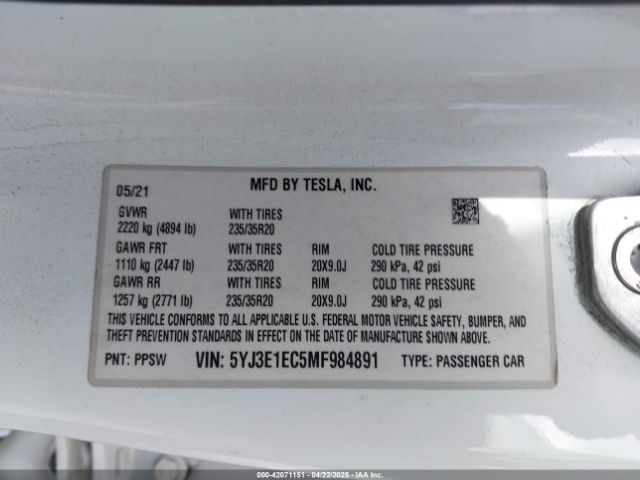 05/21 MFD BY TESLA, INC.
GVWR WITH TIRES
2220 kg (4894 lb) 235/35R20
GAWR FRT WITH TIRES RIM COLD TIRE PRESSURE
1110 kg (2447 lb) 235/35R20 20X9.0J 290 kPa, 42 psi
GAWR RR WITH TIRES RIM COLD TIRE PRESSURE
1257 kg (2771 lb) 235/35R20 20X9.0J 290 kPa, 42 psi
THIS VEHICLE CONFORMS TO ALL APPLICABLE U.S. FEDERAL MOTOR VEHICLE SAFETY, BUMPER, AND
THEFT PREVENTION STANDARDS IN EFFECT ON THE DATE OF MANUFACTURE SHOWN ABOVE.
PNT: PPSW VIN: 5YJ3E1EC5MF984891 TYPE: PASSENGER CAR
000-42071151 | 04/22/2025 | IAA Inc.